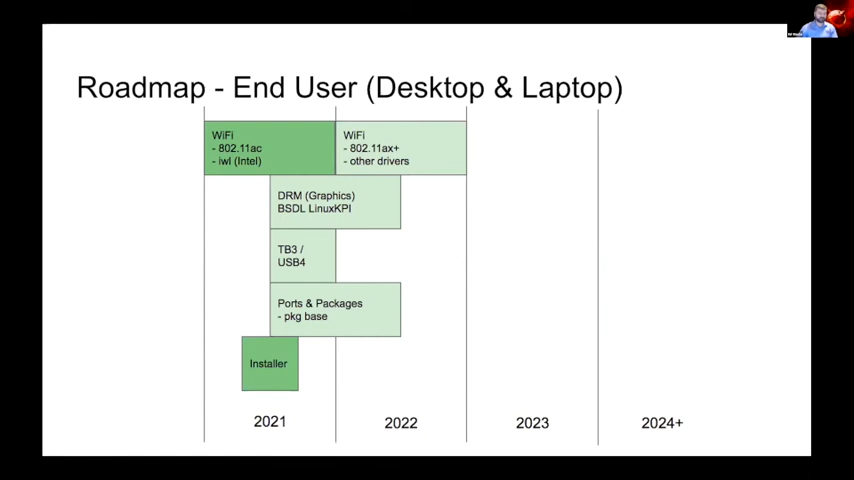 Roadmap - End User (Desktop & Laptop)
WiFi
- 802.11ac
- iwl (Intel)
WiFi
- 802.11ax+
- other drivers
DRM (Graphics)
BSDL LinuxKPI
TB3 /
USB4
Ports & Packages
- pkg base
Installer
2021
2022
2023
2024+